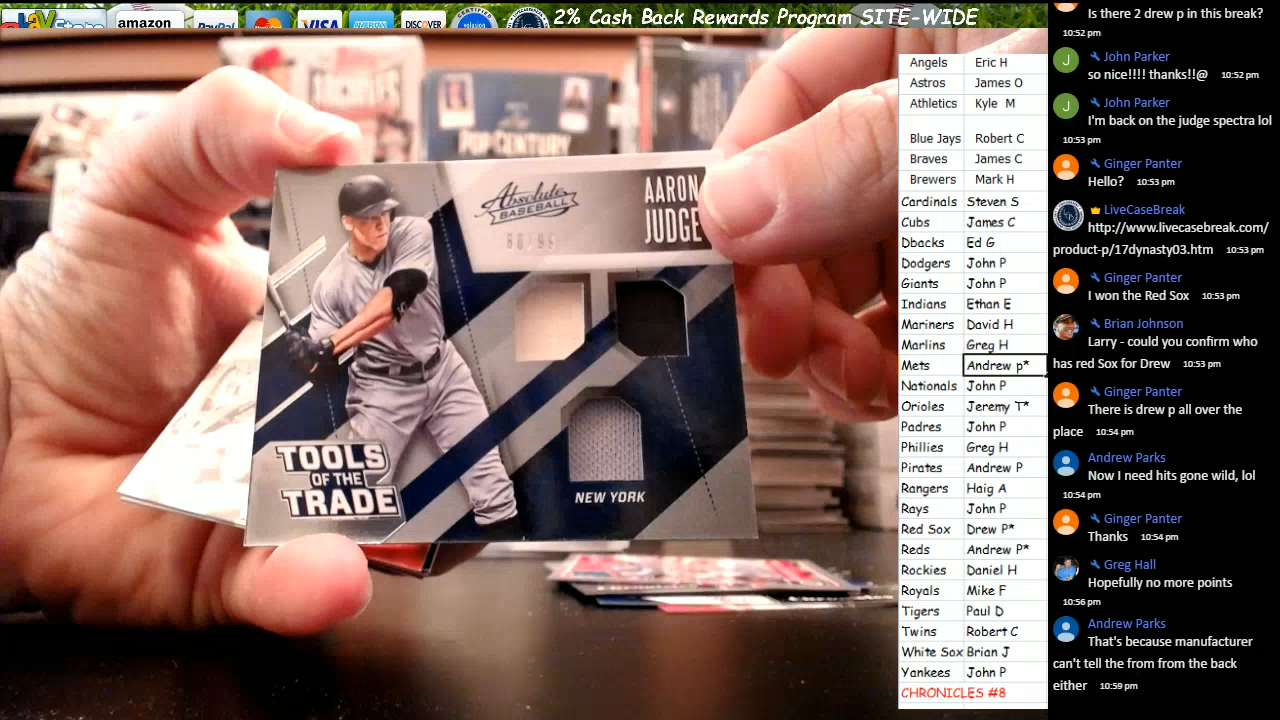 amazon
PayPal
MasterCard
VISA
AMERICAN
DISCOVER
2% Cash Back Rewards Program SITE-WIDE
POP CENTURY
Absolute
BASEBALL
AARON
JUDGE
TOOLS
OF THE
TRADE
NEW YORK
Angels Eric H
Astros James O
Athletics Kyle M
Blue Jays Robert C
Braves James C
Brewers Mark H
Cardinals Steven S
Cubs James C
Dbacks Ed G
Dodgers John P
Giants John P
Indians Ethan E
Mariners David H
Marlins Greg H
Mets Andrew p*
Nationals John P
Orioles Jeremy T*
Padres John P
Phillies Greg H
Pirates Andrew P
Rangers Haig A
Rays John P
Red Sox Drew P*
Reds Andrew P*
Rockies Daniel H
Royals Mike F
Tigers Paul D
Twins Robert C
White Sox Brian J
Yankees John P
CHRONICLES #8
Is there 2 drew p in this break?
10:52 pm
J John Parker
so nice!!!! thanks!!@ 10:52 pm
J John Parker
I'm back on the judge spectra lol
10:53 pm
Ginger Panter
Hello? 10:53 pm
LiveCaseBreak
http://www.livecasebreak.com/
product-p/17dynasty03.htm 10:53 pm
Ginger Panter
I won the Red Sox 10:53 pm
Brian Johnson
Larry - could you confirm who
has red Sox for Drew 10:53 pm
Ginger Panter
There is drew p all over the
place 10:54 pm
Andrew Parks
Now I need hits gone wild, lol
10:54 pm
Ginger Panter
Thanks 10:54 pm
Greg Hall
Hopefully no more points
10:56 pm
Andrew Parks
That's because manufacturer
can't tell the from from the back
either 10:59 pm